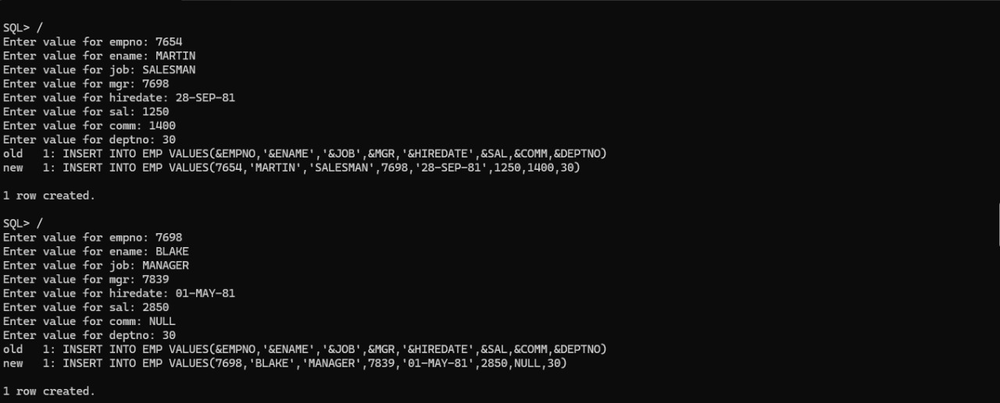 SQL> /
Enter value for empno: 7654
Enter value for ename: MARTIN
Enter value for job: SALESMAN
Enter value for mgr: 7698
Enter value for hiredate: 28-SEP-81
Enter value for sal: 1250
Enter value for comm: 1400
Enter value for deptno: 30
old   1: INSERT INTO EMP VALUES(&EMPNO,'&ENAME','&JOB',&MGR,'&HIREDATE',&SAL,&COMM,&DEPTNO)
new   1: INSERT INTO EMP VALUES(7654,'MARTIN','SALESMAN',7698,'28-SEP-81',1250,1400,30)
1 row created.
SQL> /
Enter value for empno: 7698
Enter value for ename: BLAKE
Enter value for job: MANAGER
Enter value for mgr: 7839
Enter value for hiredate: 01-MAY-81
Enter value for sal: 2850
Enter value for comm: NULL
Enter value for deptno: 30
old   1: INSERT INTO EMP VALUES(&EMPNO,'&ENAME','&JOB',&MGR,'&HIREDATE',&SAL,&COMM,&DEPTNO)
new   1: INSERT INTO EMP VALUES(7698,'BLAKE','MANAGER',7839,'01-MAY-81',2850,NULL,30)
1 row created.